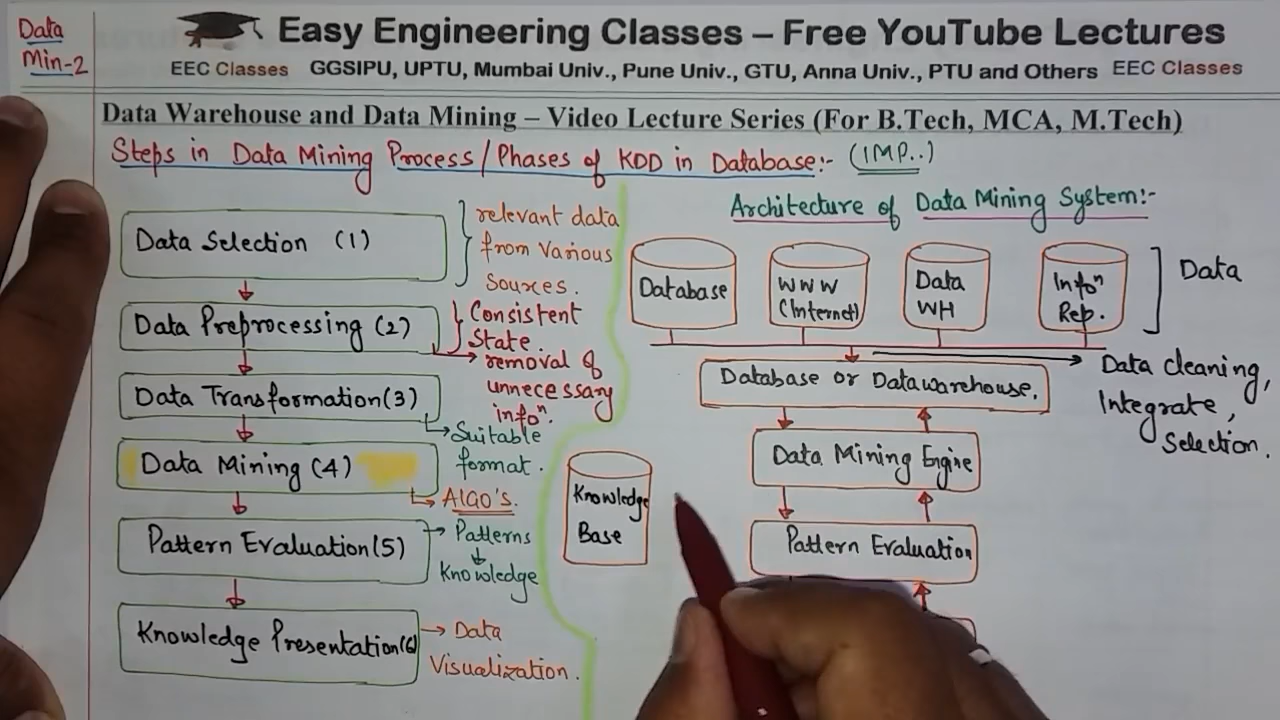 Data
Min-2
Easy Engineering Classes – Free YouTube Lectures
EEC Classes GGSIPU, UPTU, Mumbai Univ., Pune Univ., GTU, Anna Univ., PTU and Others EEC Classes
Data Warehouse and Data Mining – Video Lecture Series (For B.Tech, MCA, M.Tech)
Steps in Data Mining Process/Phases of KDD in Database:- (IMP..)
Data Selection (1)
relevant data
from Various
Sources.
Data Preprocessing (2)
Consistent
State.
removal of
unnecessary
infoⁿ.
Data Transformation(3)
Suitable
format.
Data Mining (4)
ALGO's.
Pattern Evaluation(5)
Patterns
Knowledge
Knowledge Presentation(6)
Data
Visualization.
Architecture of Data Mining System:-
Database
WWW
(Internet)
Data
WH
Infoⁿ
Rep.
Data
Database or Datawarehouse.
Data cleaning,
Integrate,
Selection.
Data Mining Engine
Knowledge
Base
Pattern Evaluation